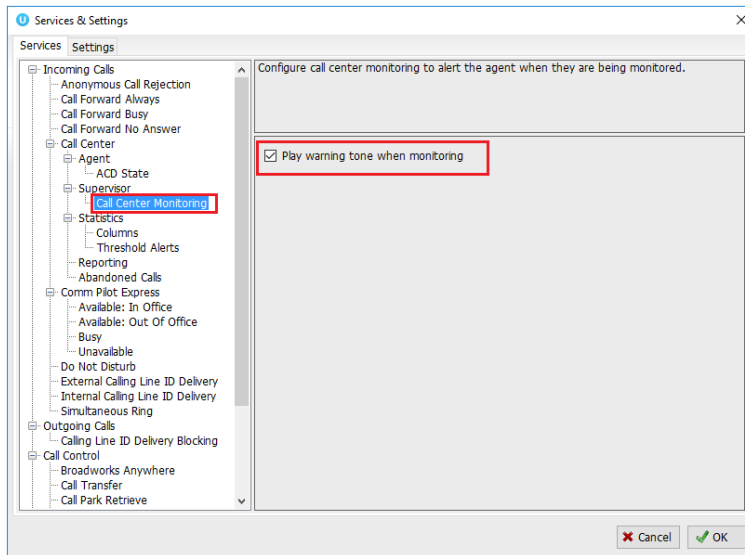 Services & Settings
Services Settings
Incoming Calls
Anonymous Call Rejection
Call Forward Always
Call Forward Busy
Call Forward No Answer
Call Center
Agent
ACD State
Supervisor
Call Center Monitoring
Statistics
Columns
Threshold Alerts
Reporting
Abandoned Calls
Comm Pilot Express
Available: In Office
Available: Out Of Office
Busy
Unavailable
Do Not Disturb
External Calling Line ID Delivery
Internal Calling Line ID Delivery
Simultaneous Ring
Outgoing Calls
Calling Line ID Delivery Blocking
Call Control
Broadworks Anywhere
Call Transfer
Call Park Retrieve
Configure call center monitoring to alert the agent when they are being monitored.
Play warning tone when monitoring
Cancel OK